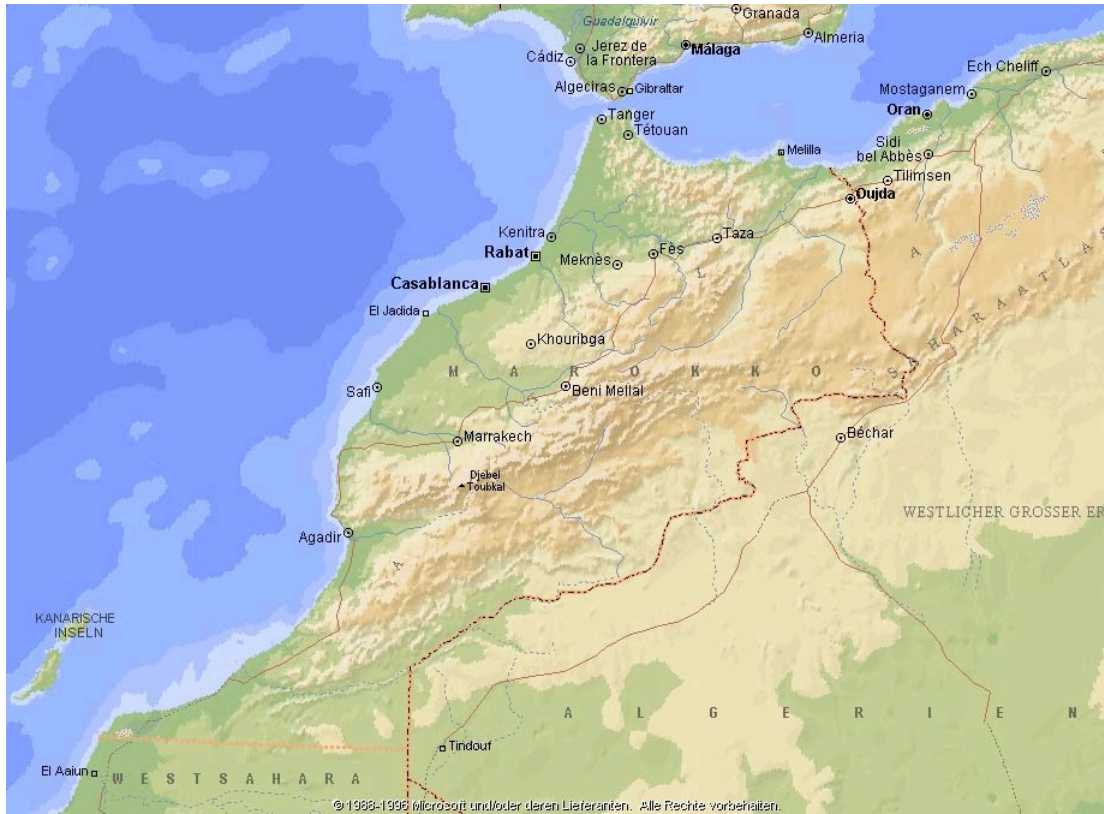 Guadalquivir
Granada
Jerez de
la Frontera
Cádiz
Málaga
Almeria
Algeciras
Gibraltar
Ech Cheliff
Mostaganem
Oran
Tanger
Tétouan
Melilla
Sidi
bel Abbès
Tilimsen
Oujda
Kenitra
Rabat
Taza
Fès
Meknès
Casablanca
El Jadida
Khouribga
M A R O K K O
S A H A R A A T L A S
A T L A S
Safi
Beni Mellal
Marrakech
Béchar
Djebel
Toubkal
WESTLICHER GROSSER ER
Agadir
KANARISCHE
INSELN
A L G E R I E N
Tindouf
El Aaiun
W E S T S A H A R A
© 1988-1996 Microsoft und/oder deren Lieferanten. Alle Rechte vorbehalten.